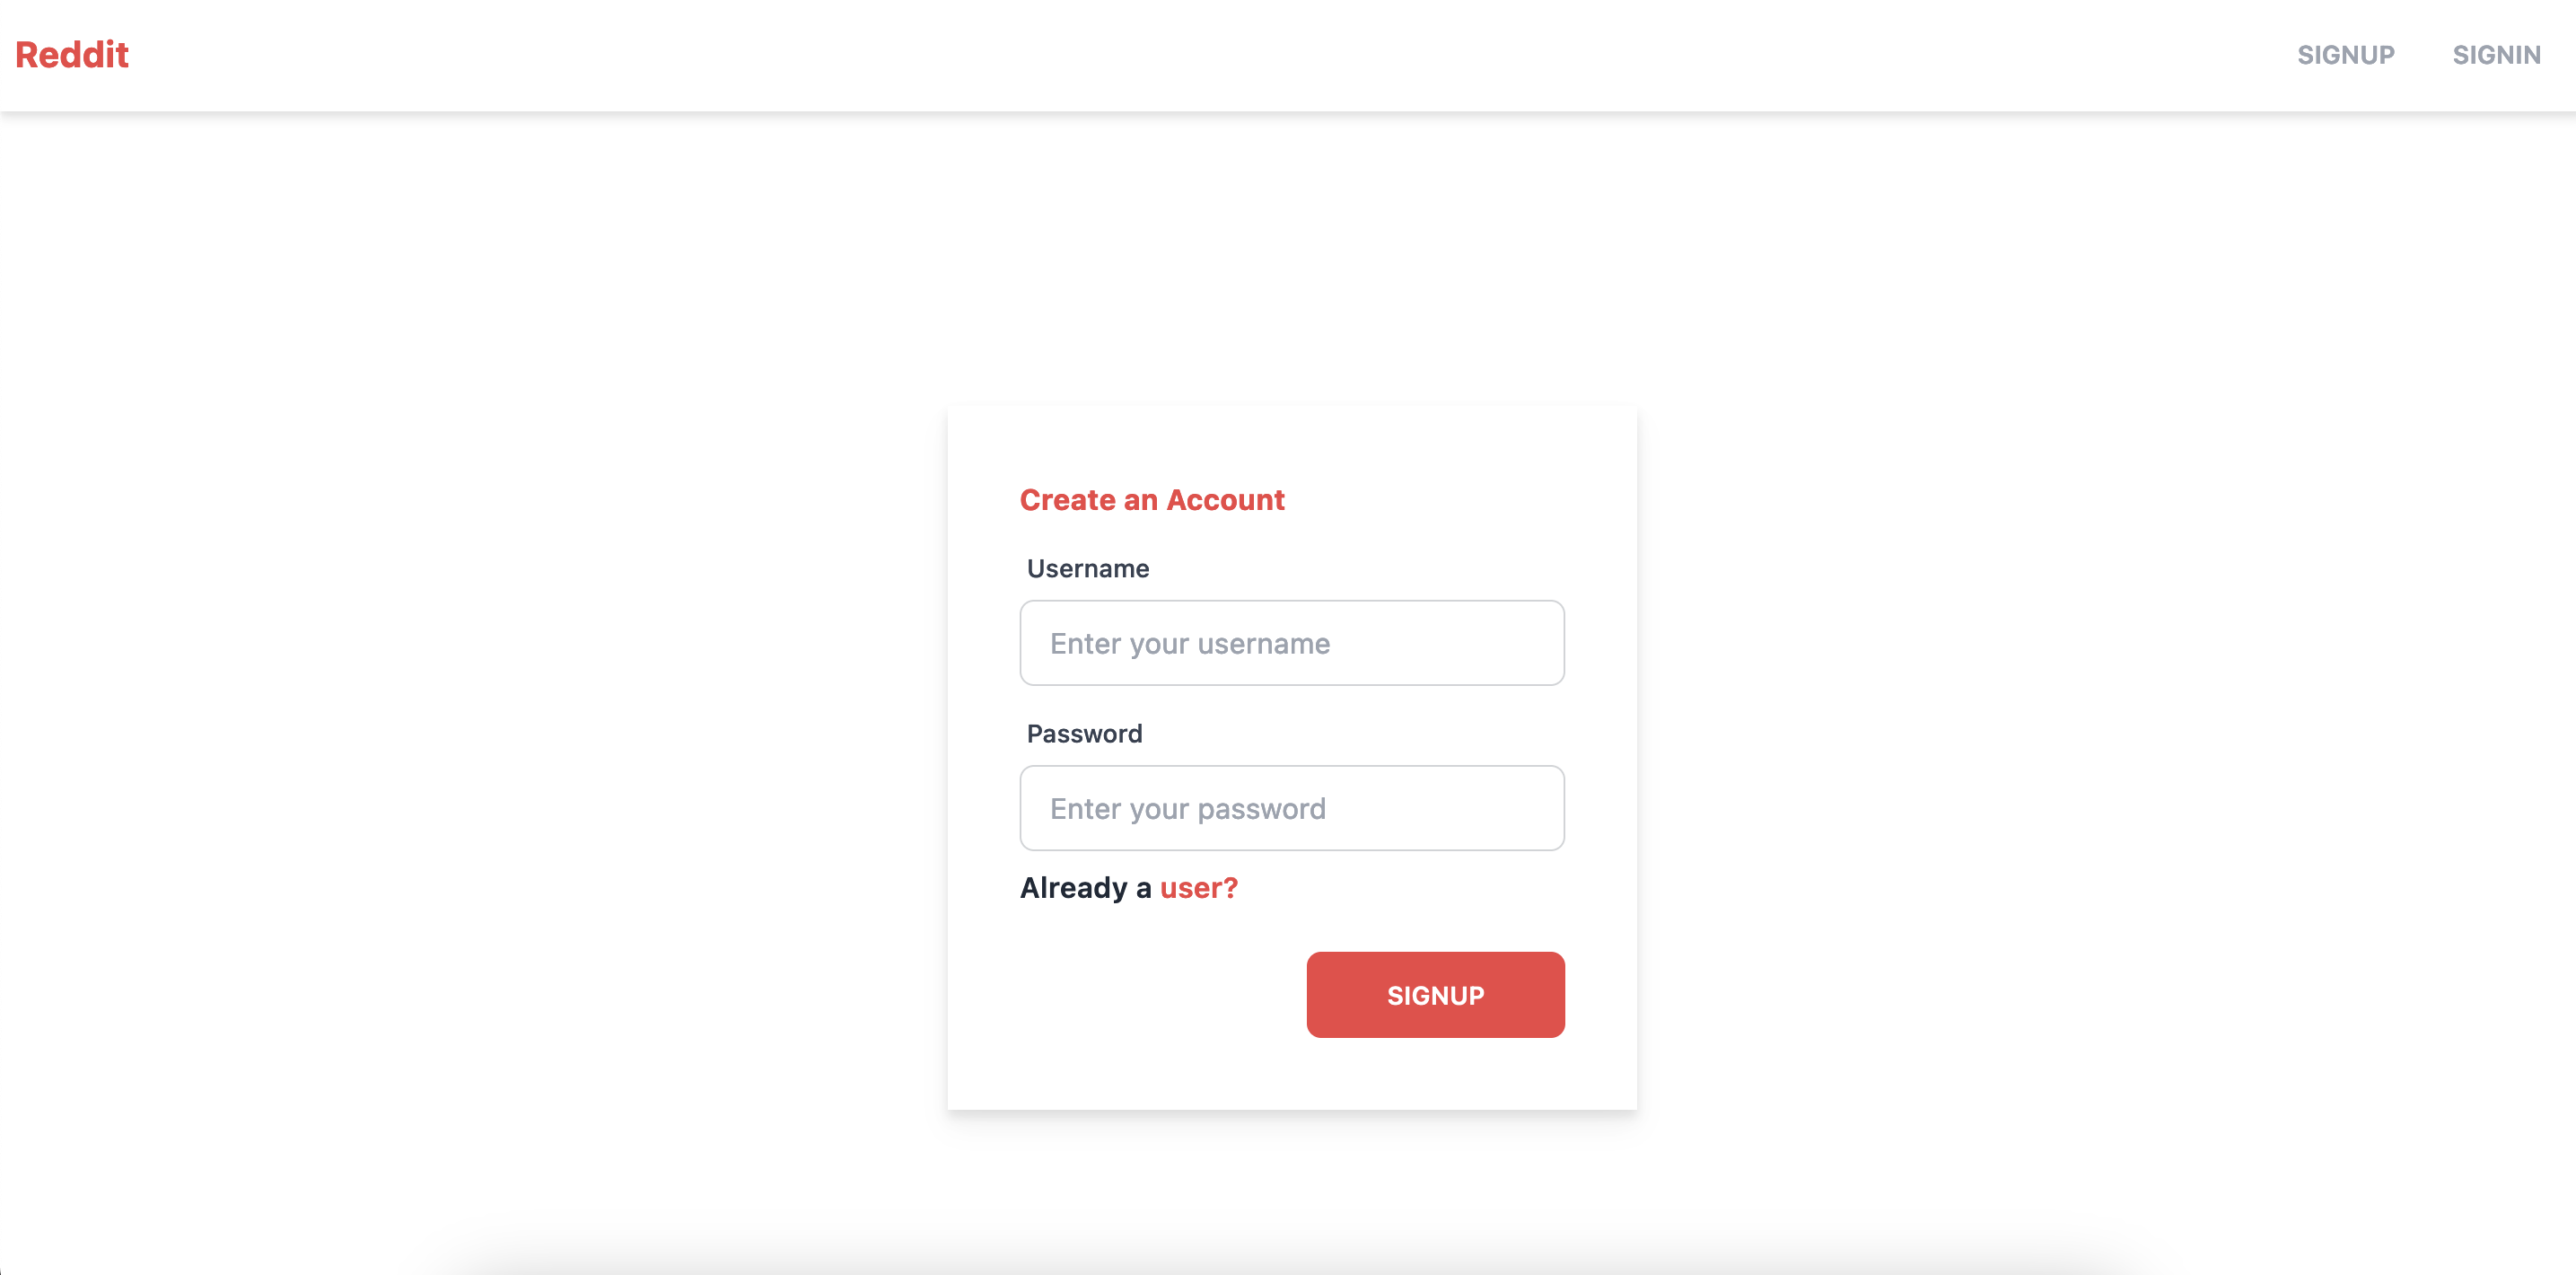 Reddit
SIGNUP SIGNIN
Create an Account
Username
Enter your username
Password
Enter your password
Already a user?
SIGNUP